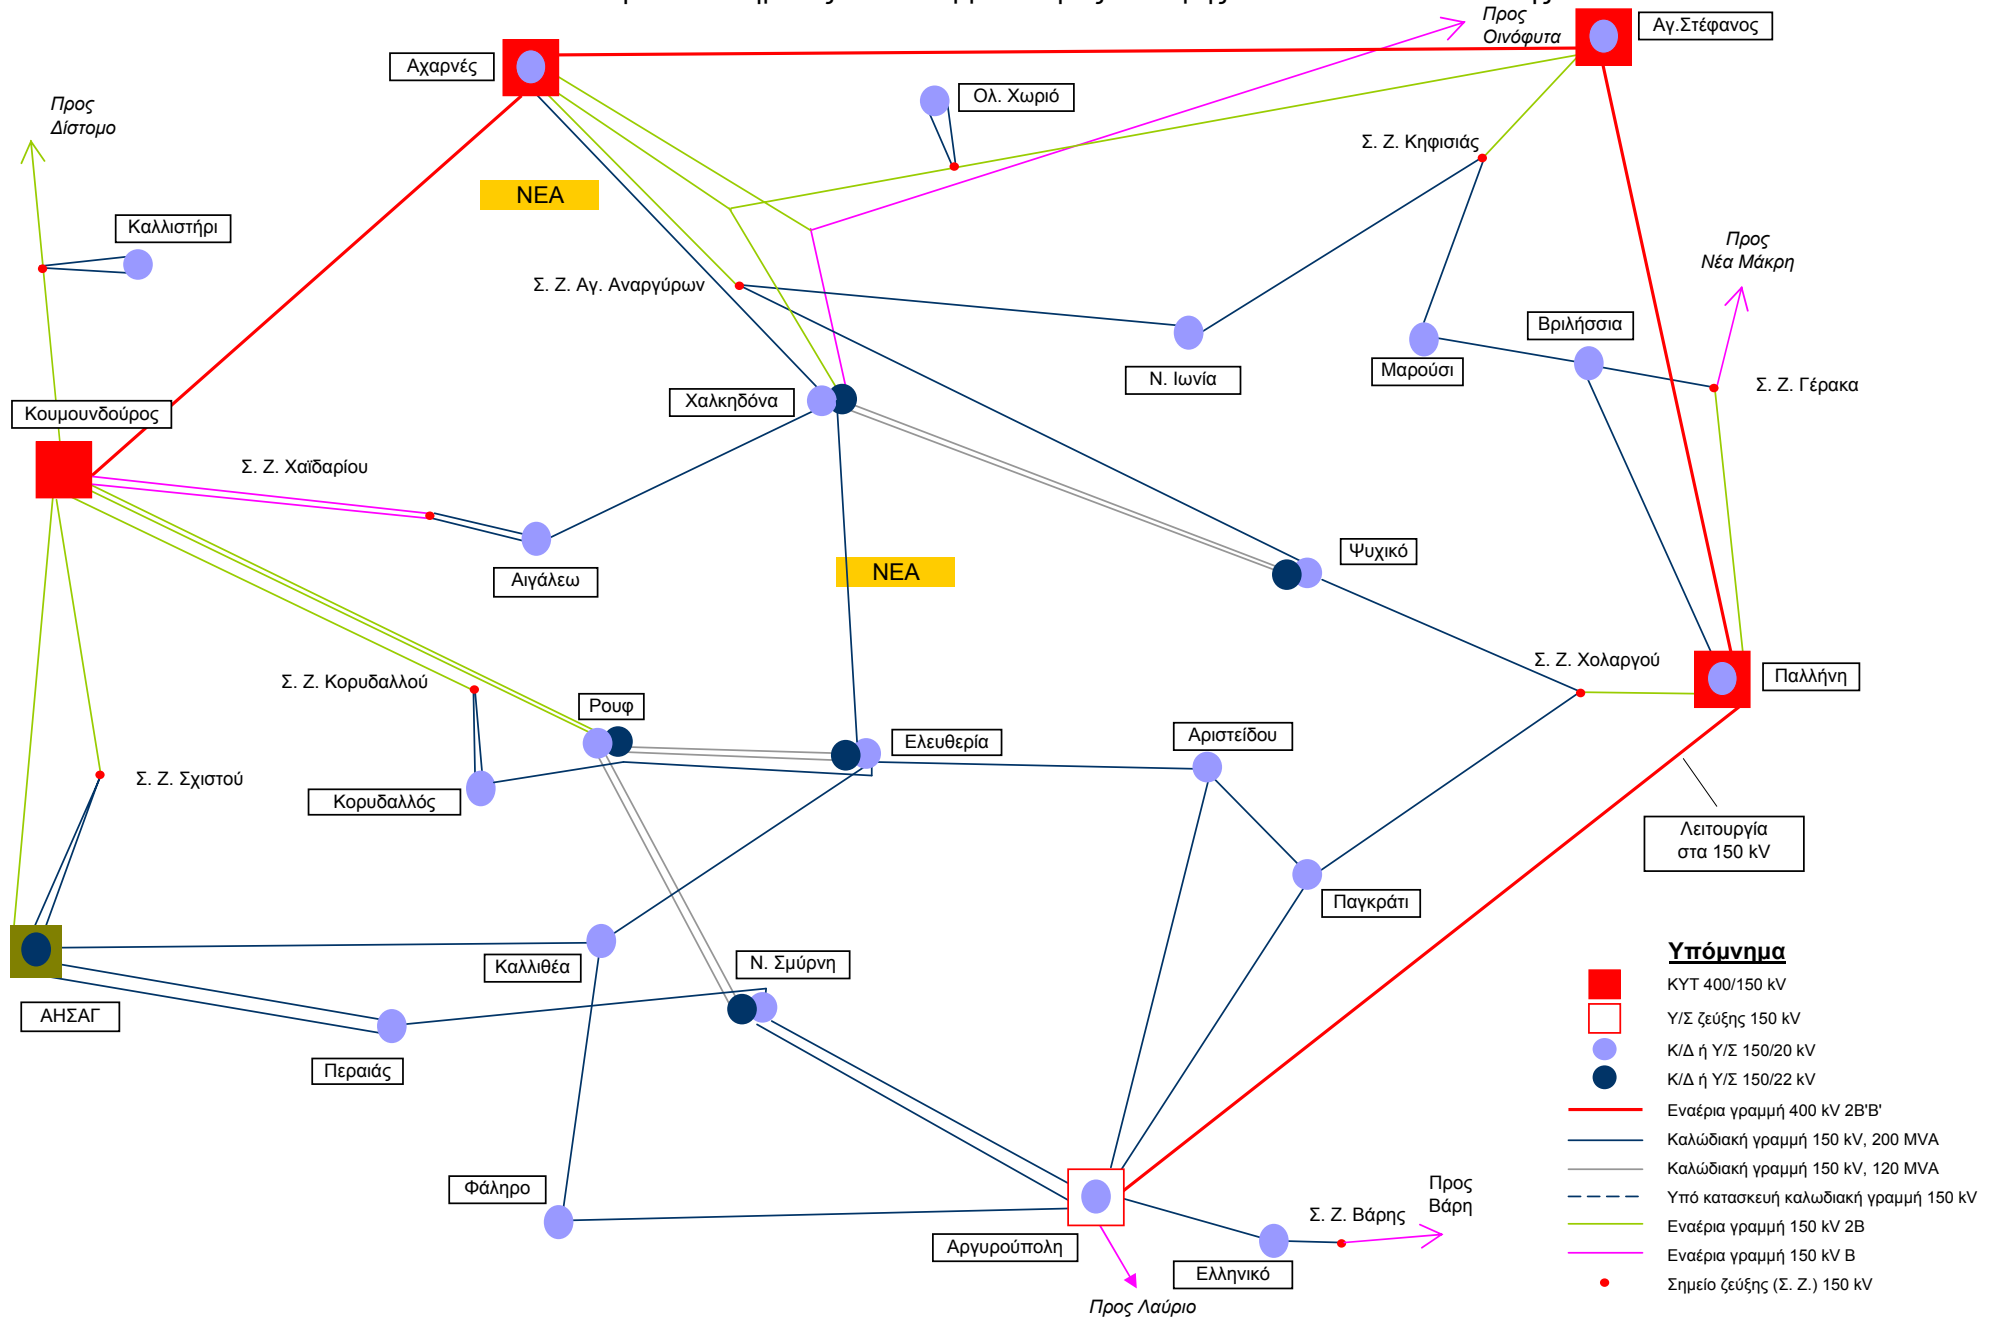 Προς
Οινόφυτα
Αγ.Στέφανος
Αχαρνές
Ολ. Χωριό
Προς
Δίστομο
Σ. Ζ. Κηφισιάς
ΝΕΑ
Καλλιστήρι
Προς
Νέα Μάκρη
Σ. Ζ. Αγ. Αναργύρων
Βριλήσσια
Ν. Ιωνία
Μαρούσι
Σ. Ζ. Γέρακα
Χαλκηδόνα
Κουμουνδούρος
Σ. Ζ. Χαϊδαρίου
Ψυχικό
ΝΕΑ
Αιγάλεω
Σ. Ζ. Χολαργού
Παλλήνη
Σ. Ζ. Κορυδαλλού
Ρουφ
Ελευθερία
Αριστείδου
Σ. Ζ. Σχιστού
Κορυδαλλός
Λειτουργία
στα 150 kV
Παγκράτι
Καλλιθέα
Ν. Σμύρνη
ΑΗΣΑΓ
Περαιάς
Φάληρο
Αργυρούπολη
Προς
Βάρη
Σ. Ζ. Βάρης
Ελληνικό
Προς Λαύριο
Υπόμνημα
ΚΥΤ 400/150 kV
Υ/Σ ζεύξης 150 kV
Κ/Δ ή Υ/Σ 150/20 kV
Κ/Δ ή Υ/Σ 150/22 kV
Εναέρια γραμμή 400 kV 2Β'Β'
Καλώδιακή γραμμή 150 kV, 200 MVA
Καλώδιακή γραμμή 150 kV, 120 MVA
Υπό κατασκευή καλωδιακή γραμμή 150 kV
Εναέρια γραμμή 150 kV 2Β
Εναέρια γραμμή 150 kV Β
Σημείο ζεύξης (Σ. Ζ.) 150 kV